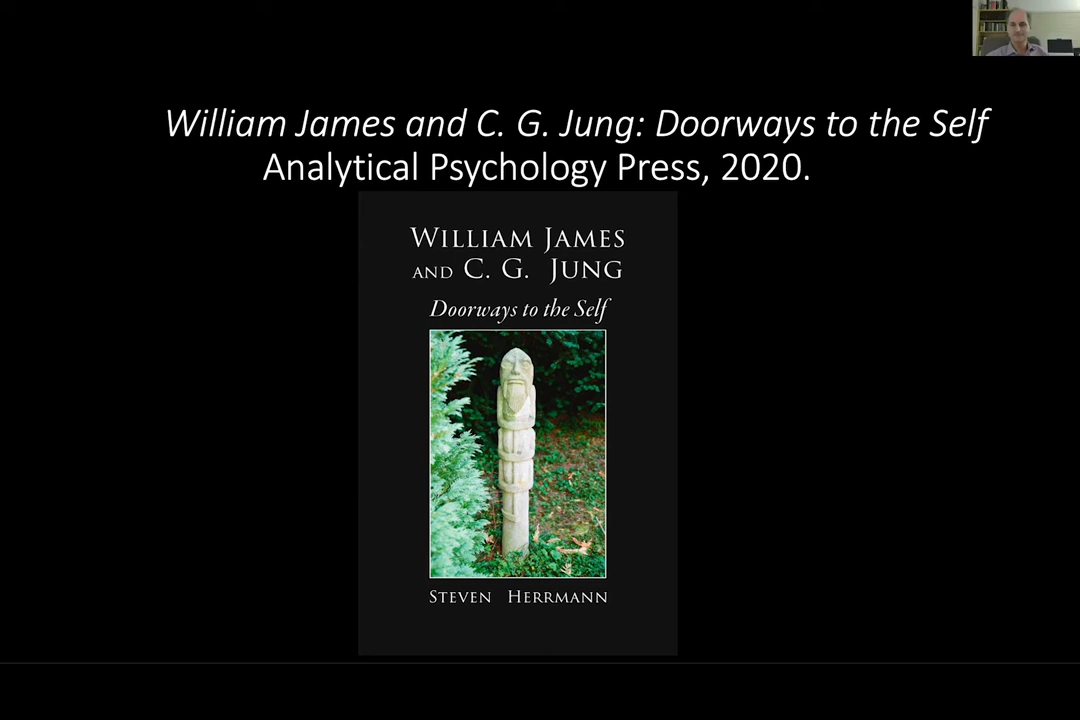 William James and C. G. Jung: Doorways to the Self
Analytical Psychology Press, 2020.
WILLIAM JAMES
AND C. G. JUNG
Doorways to the Self
STEVEN HERRMANN